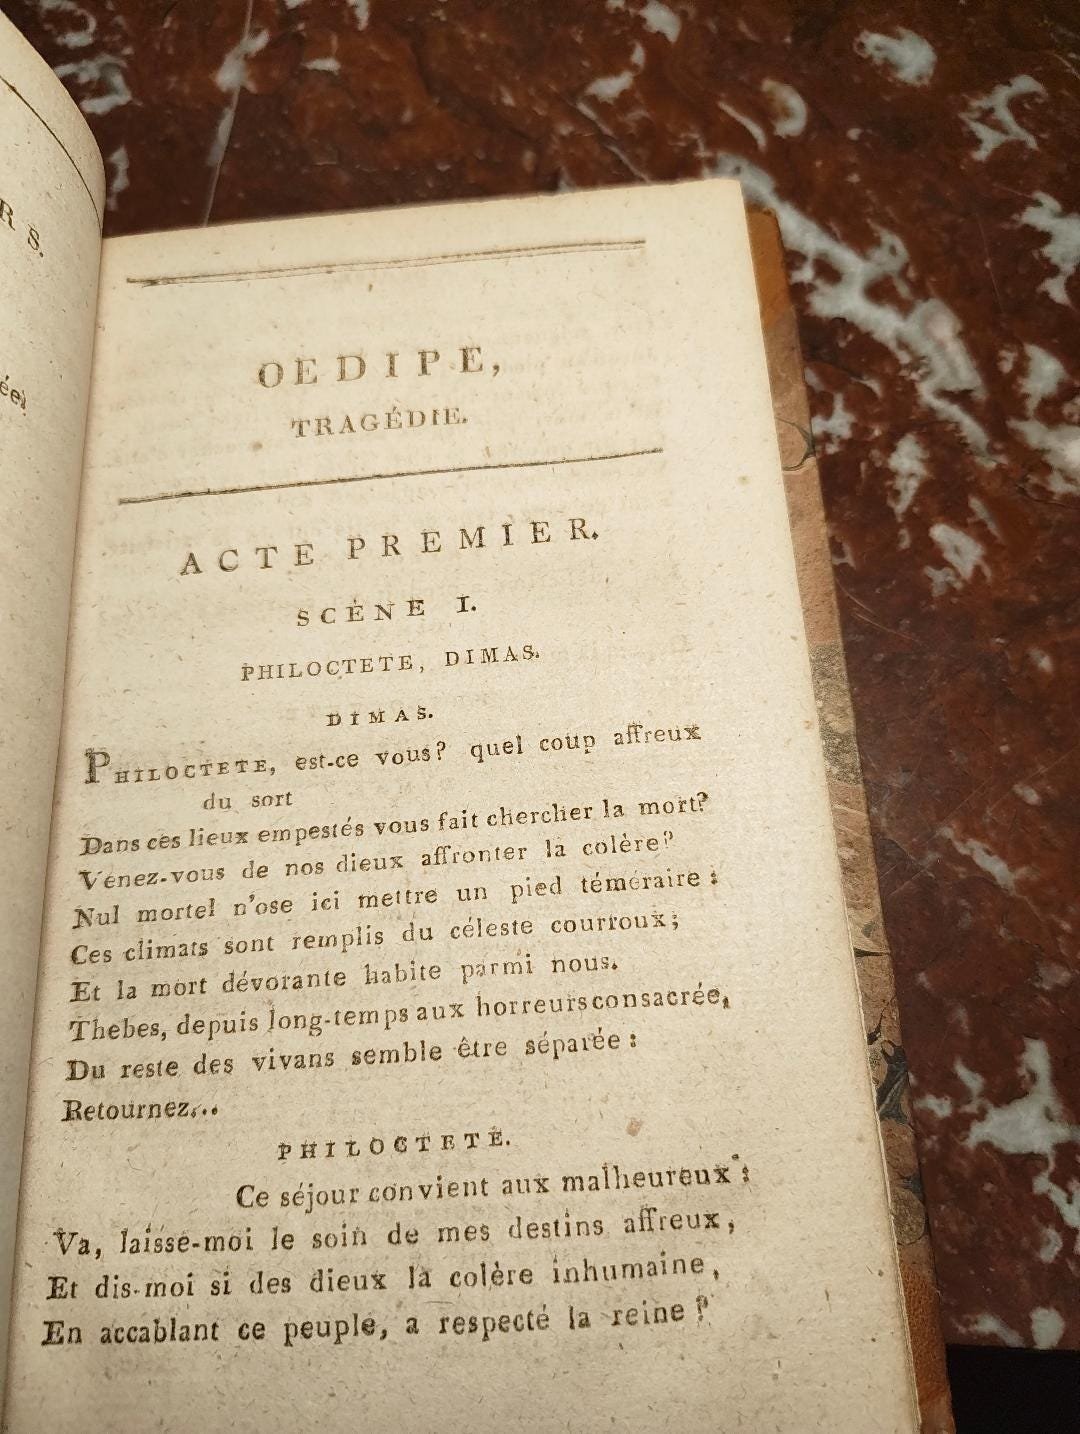 RS.
OEDIPE,
TRAGÉDIE.
ACTE PREMIER.
SCÈNE I.
PHILOCTETE, DIMAS.
DIMAS.
PHILOCTETE, est-ce vous? quel coup affreux
du sort
Dans ces lieux empestés vous fait chercher la mort?
Venez-vous de nos dieux affronter la colère?
Nul mortel n'ose ici mettre un pied téméraire :
Ces climats sont remplis du céleste courroux;
Et la mort dévorante habite parmi nous.
Thebes, depuis long-temps aux horreurs consacrée,
Du reste des vivans semble être séparée :
Retournez...
PHILOCTETE.
Ce séjour convient aux malheureux :
Va, laisse-moi le soin de mes destins affreux,
Et dis-moi si des dieux la colère inhumaine,
En accablant ce peuple, a respecté la reine?